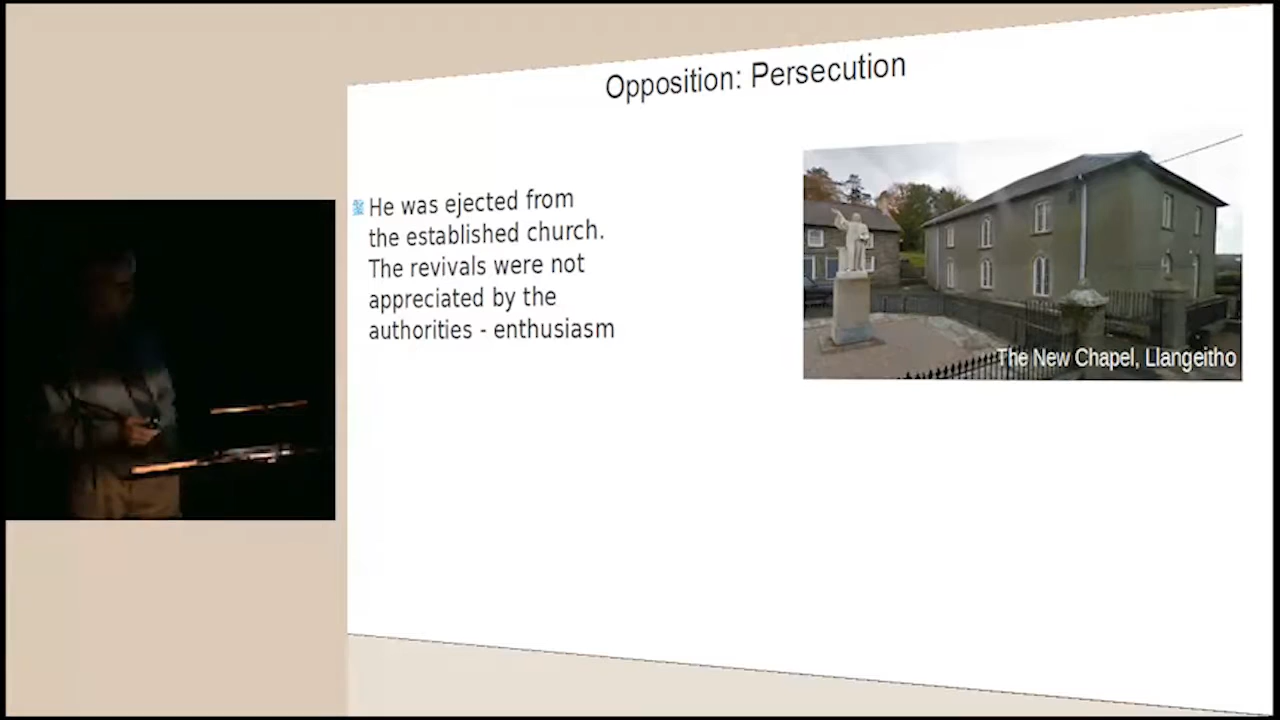 Opposition: Persecution
He was ejected from
the established church.
The revivals were not
appreciated by the
authorities - enthusiasm
The New Chapel, Llangeitho